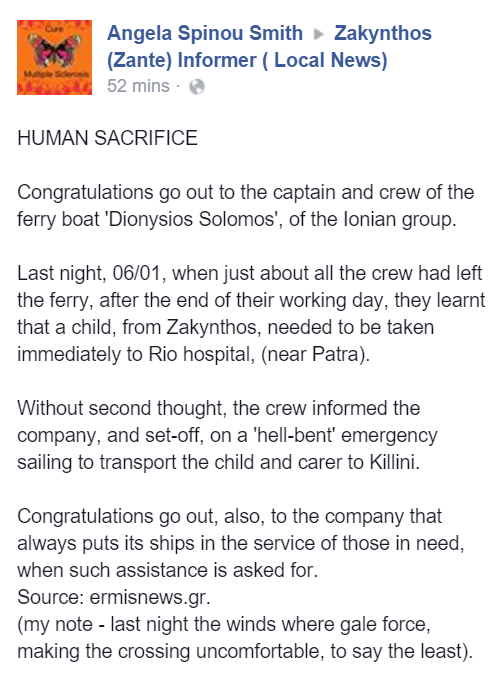 Cure
Multiple Sclerosis
Angela Spinou Smith ▸ Zakynthos
(Zante) Informer ( Local News)
52 mins ·
HUMAN SACRIFICE
Congratulations go out to the captain and crew of the
ferry boat 'Dionysios Solomos', of the Ionian group.
Last night, 06/01, when just about all the crew had left
the ferry, after the end of their working day, they learnt
that a child, from Zakynthos, needed to be taken
immediately to Rio hospital, (near Patra).
Without second thought, the crew informed the
company, and set-off, on a 'hell-bent' emergency
sailing to transport the child and carer to Killini.
Congratulations go out, also, to the company that
always puts its ships in the service of those in need,
when such assistance is asked for.
Source: ermisnews.gr.
(my note - last night the winds where gale force,
making the crossing uncomfortable, to say the least).